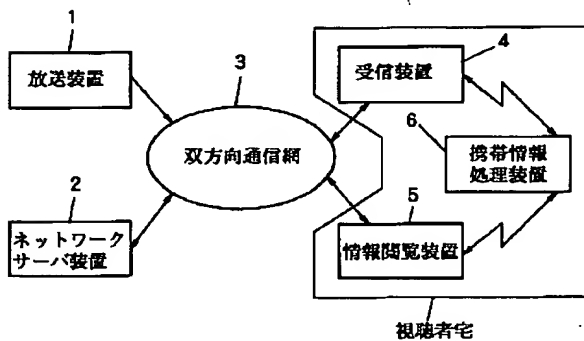 1
放送装置
3
双方向通信網
2
ネットワーク
サーバ装置
4
受信装置
6
携帯情報
処理装置
5
情報閲覧装置
視聴者宅